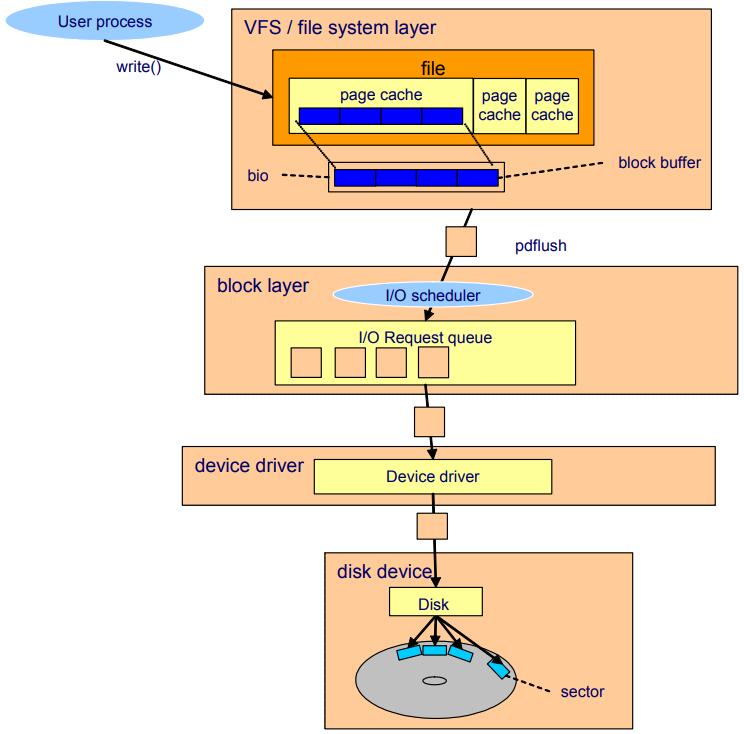 User process
write()
VFS / file system layer
file
page cache
page
cache
page
cache
bio
block buffer
pdflush
block layer
I/O scheduler
I/O Request queue
device driver
Device driver
disk device
Disk
sector